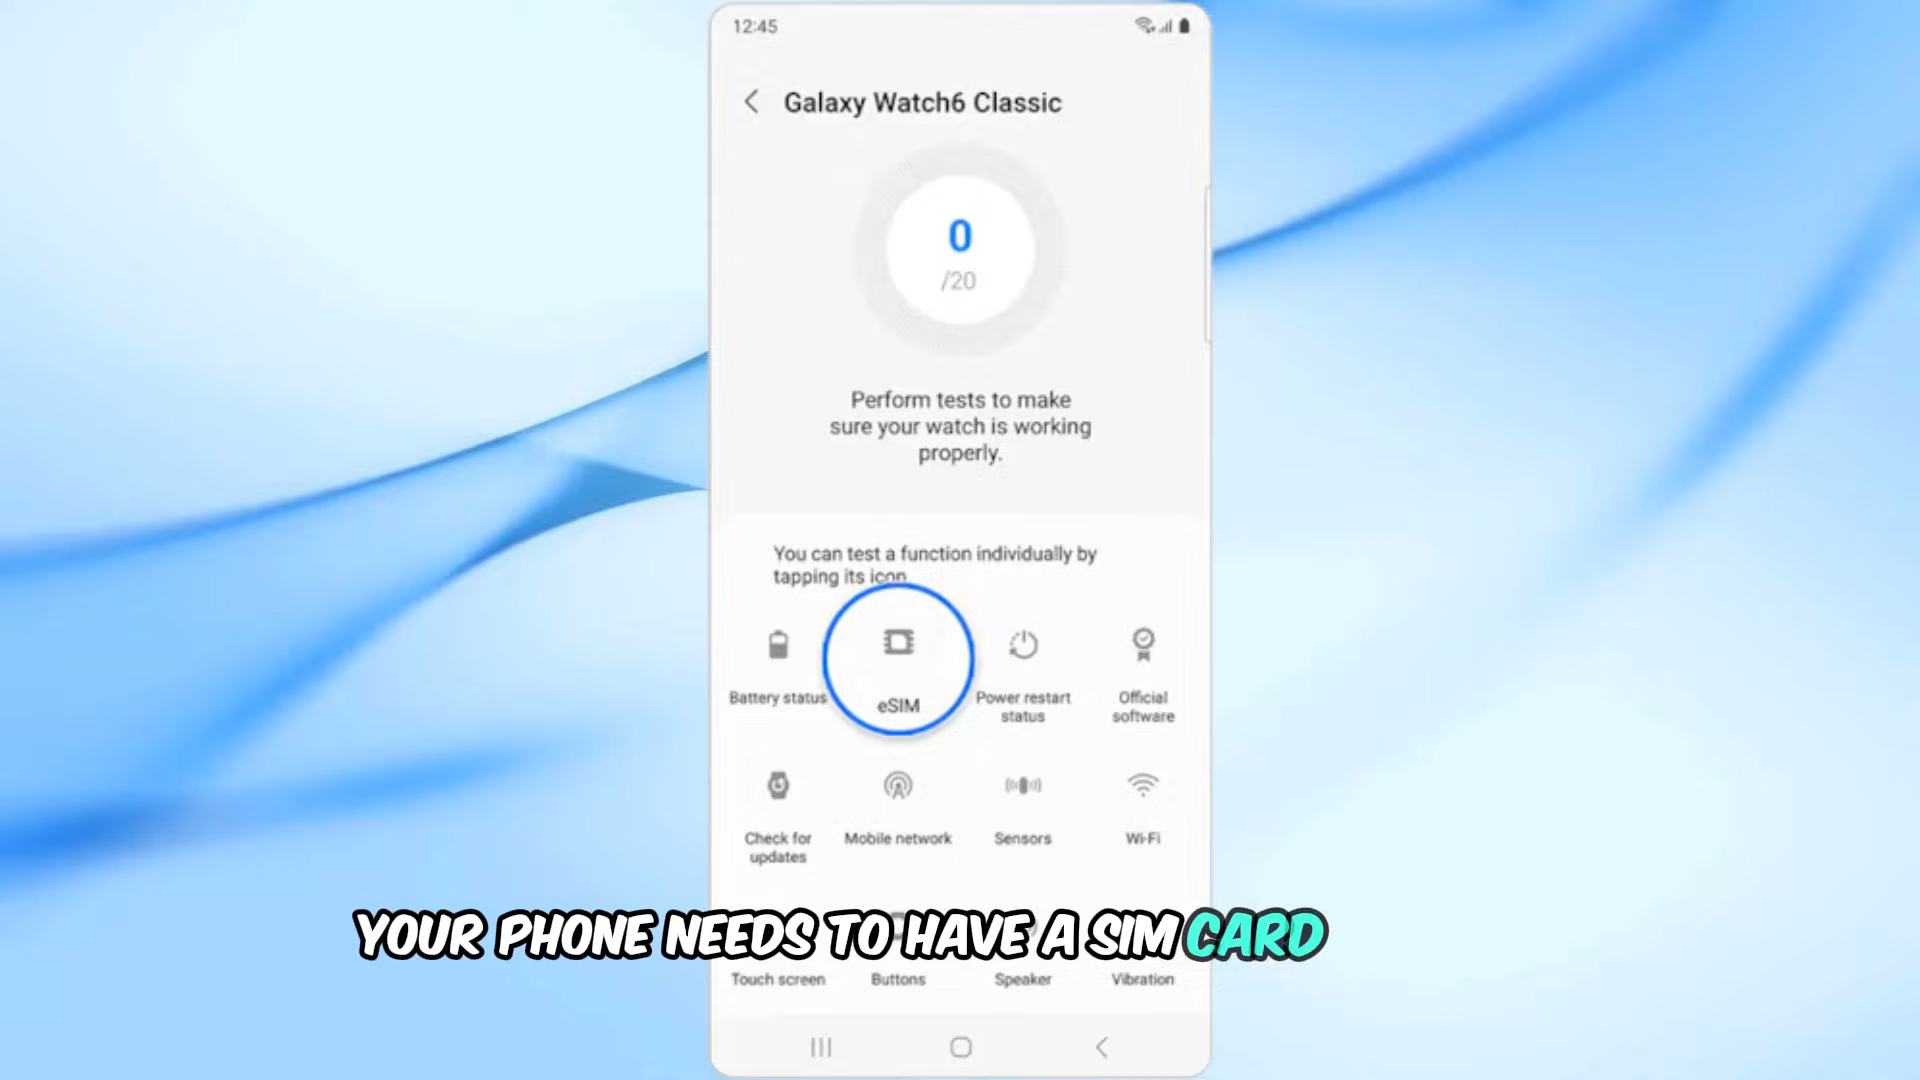 12:45
Galaxy Watch6 Classic
0
/20
Perform tests to make
sure your watch is working
properly.
You can test a function individually by
tapping its icon
Battery status
eSIM
Power restart
status
Official
software
Check for
updates
Mobile network
Sensors
Wi-Fi
YOUR PHONE NEEDS TO HAVE A SIM CARD
Touch screen
Buttons
Speaker
Vibration